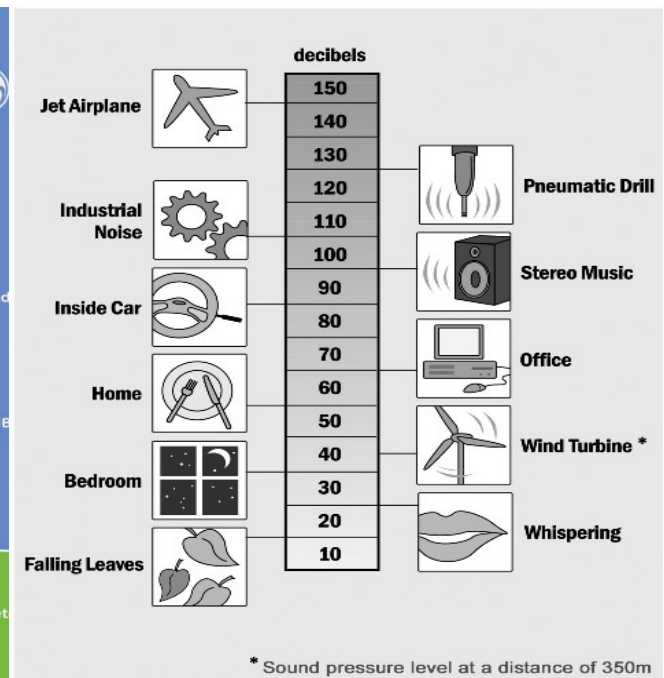 decibels
150
140
130
120
110
100
90
80
70
60
50
40
30
20
10
Jet Airplane
Industrial
Noise
Inside Car
Home
Bedroom
Falling Leaves
Pneumatic Drill
Stereo Music
Office
Wind Turbine *
Whispering
* Sound pressure level at a distance of 350m